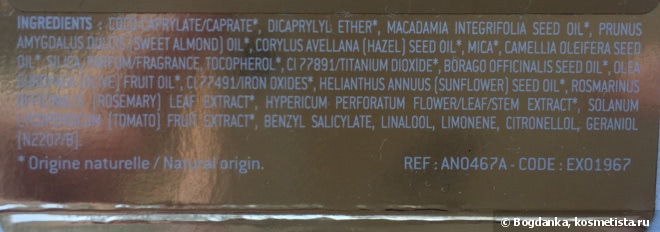 INGREDIENTS : COCO-CAPRYLATE/CAPRATE*, DICAPRYLYL ETHER*, MACADAMIA INTEGRIFOLIA SEED OIL*, PRUNUS
AMYGDALUS DULCIS (SWEET ALMOND) OIL*, CORYLUS AVELLANA (HAZEL) SEED OIL*, MICA*, CAMELLIA OLEIFERA SEED
OIL*, SILICA, PARFUM/FRAGRANCE, TOCOPHEROL*, CI 77891/TITANIUM DIOXIDE*, BORAGO OFFICINALIS SEED OIL*, OLEA
EUROPAEA (OLIVE) FRUIT OIL*, CI 77491/IRON OXIDES*, HELIANTHUS ANNUUS (SUNFLOWER) SEED OIL*, ROSMARINUS
OFFICINALIS (ROSEMARY) LEAF EXTRACT*, HYPERICUM PERFORATUM FLOWER/LEAF/STEM EXTRACT*, SOLANUM
LYCOPERSICUM (TOMATO) FRUIT EXTRACT*, BENZYL SALICYLATE, LINALOOL, LIMONENE, CITRONELLOL, GERANIOL
(N2207/B).
* Origine naturelle / Natural origin.
REF : AN0467A - CODE : EX01967
© Bogdanka, kosmetista.ru